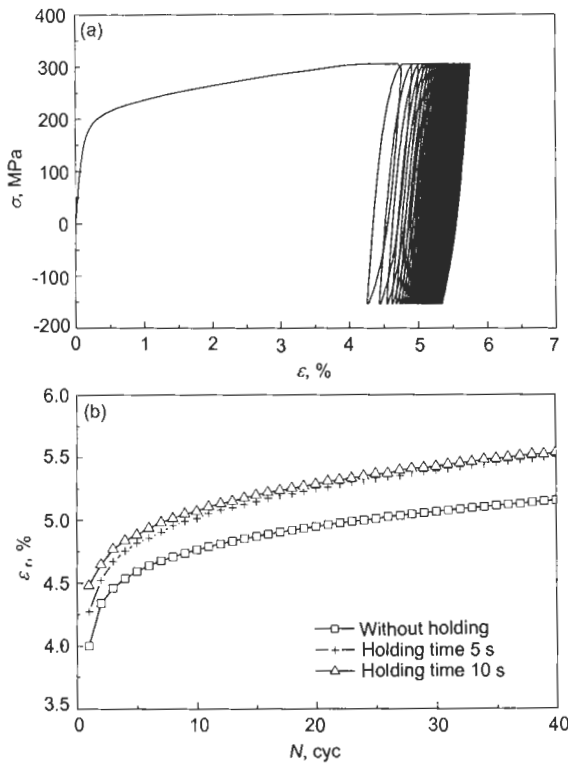 (a)
400
300
200
100
0
-100
-200
σ, MPa
0 1 2 3 4 5 6 7
ε, %
(b)
6.0
5.5
5.0
4.5
4.0
3.5
εr, %
Without holding
Holding time 5 s
Holding time 10 s
0 10 20 30 40
N, cyc